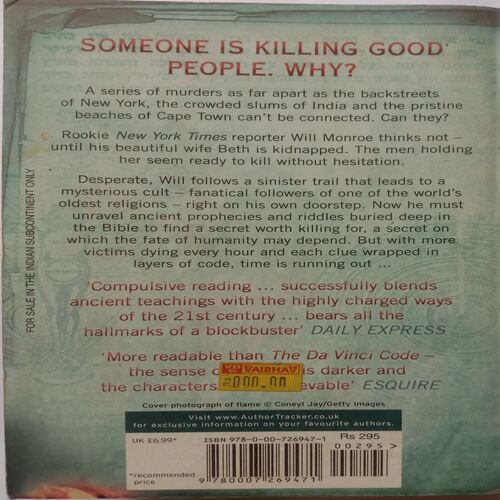 SOMEONE IS KILLING GOOD
PEOPLE. WHY?
A series of murders as far apart as the backstreets
of New York, the crowded slums of India and the pristine
beaches of Cape Town can't be connected. Can they?
Rookie New York Times reporter Will Monroe thinks not –
until his beautiful wife Beth is kidnapped. The men holding
her seem ready to kill without hesitation.
Desperate, Will follows a sinister trail that leads to a
mysterious cult – fanatical followers of one of the world's
oldest religions – right on his own doorstep. Now he must
unravel ancient prophecies and riddles buried deep in
the Bible to find a secret worth killing for, a secret on
which the fate of humanity may depend. But with more
victims dying every hour and each clue wrapped in
layers of code, time is running out ...
FOR SALE IN THE INDIAN SUBCONTINENT ONLY
'Compulsive reading ... successfully blends
ancient teachings with the highly charged ways
of the 21st century ... bears all the
hallmarks of a blockbuster' DAILY EXPRESS
'More readable than The Da Vinci Code –
the sense is darker and
the characters evable' ESQUIRE
VAIBHAV
Cover photograph of flame © Coneyl Jay/Getty Images
Visit www.AuthorTracker.co.uk
for exclusive information on your favourite authors.
UK £6.99*
ISBN 978-0-00-726947-1
Rs 295
00295 >
*recommended
price
9 780007 269471